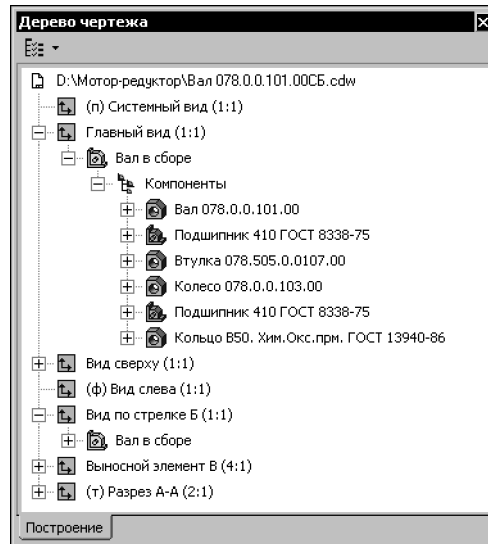 Дерево чертежа
D:\Мотор-редуктор\Вал 078.0.0.101.00СБ.cdw
(п) Системный вид (1:1)
Главный вид (1:1)
Вал в сборе
Компоненты
Вал 078.0.0.101.00
Подшипник 410 ГОСТ 8338-75
Втулка 078.505.0.0107.00
Колесо 078.0.0.103.00
Подшипник 410 ГОСТ 8338-75
Кольцо В50. Хим.Окс.прм. ГОСТ 13940-86
Вид сверху (1:1)
(ф) Вид слева (1:1)
Вид по стрелке Б (1:1)
Вал в сборе
Выносной элемент В (4:1)
(т) Разрез А-А (2:1)
Построение